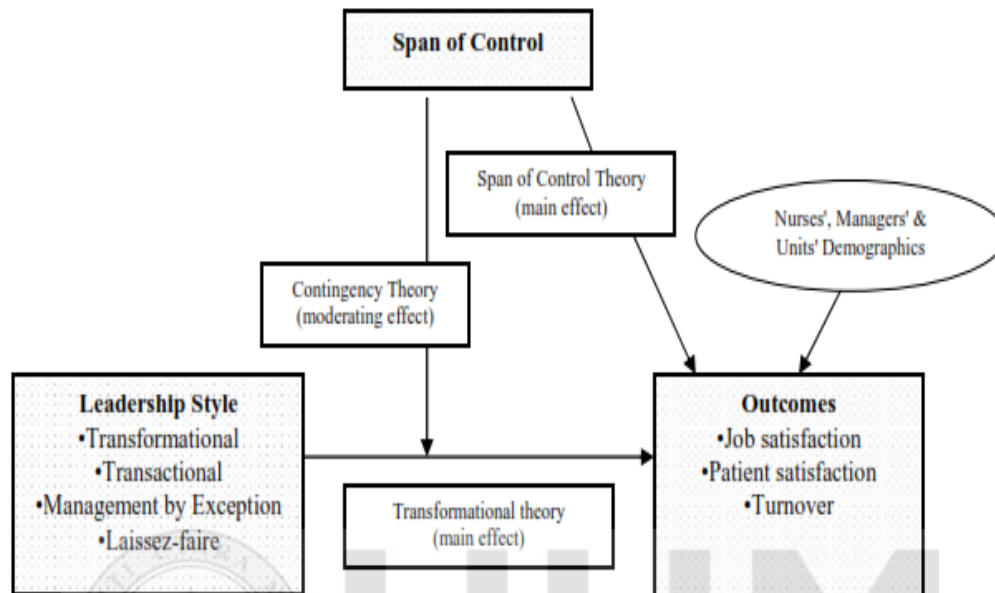 Span of Control
Span of Control Theory
(main effect)
Nurses', Managers' &
Units' Demographics
Contingency Theory
(moderating effect)
Leadership Style
•Transformational
•Transactional
•Management by Exception
•Laissez-faire
Outcomes
•Job satisfaction
•Patient satisfaction
•Turnover
Transformational theory
(main effect)